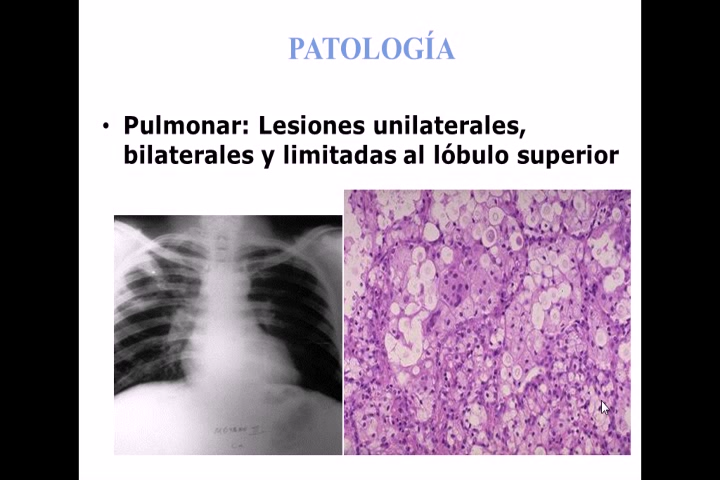 PATOLOGÍA
• Pulmonar: Lesiones unilaterales,
bilaterales y limitadas al lóbulo superior